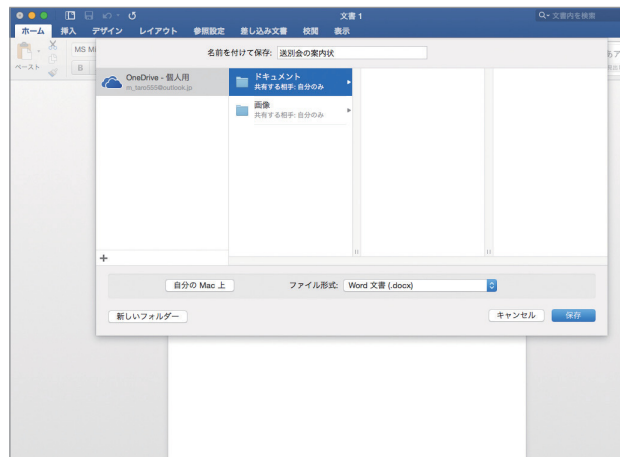 文書 1
文書内を検索
ホーム 挿入 デザイン レイアウト 参照設定 差し込み文書 校閲 表示
ペースト
MS Mi
B
名前を付けて保存: 送別会の案内状
OneDrive - 個人用
m_taro555@outlook.jp
ドキュメント
共有する相手: 自分のみ
画像
共有する相手: 自分のみ
+
自分の Mac 上
ファイル形式: Word 文書 (.docx)
新しいフォルダー
キャンセル
保存